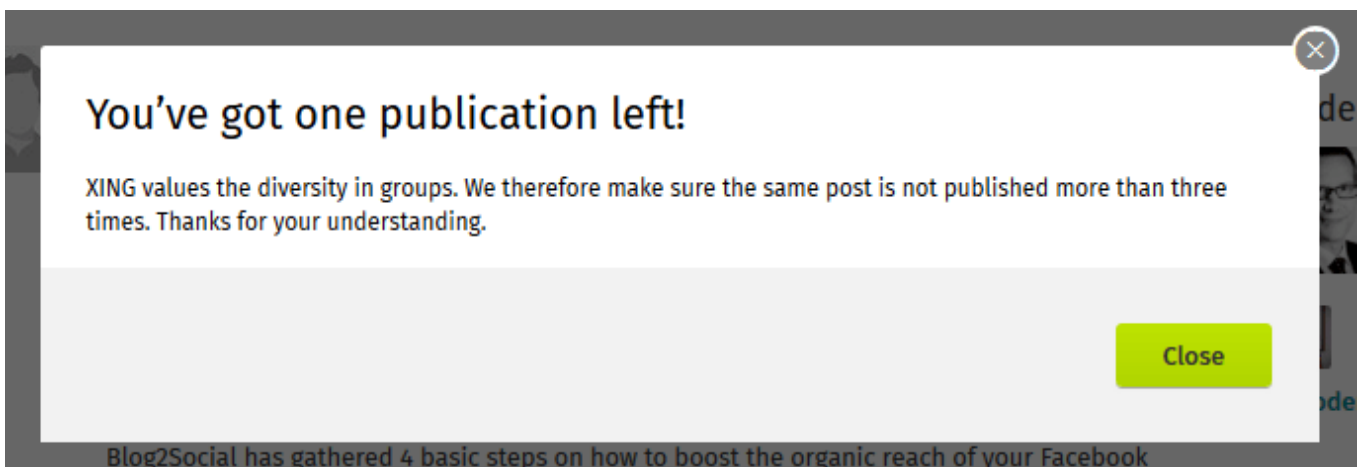 You've got one publication left!
de
XING values the diversity in groups. We therefore make sure the same post is not published more than three
times. Thanks for your understanding.
Close
ode
Blog2Social has gathered 4 basic steps on how to boost the organic reach of your Facebook